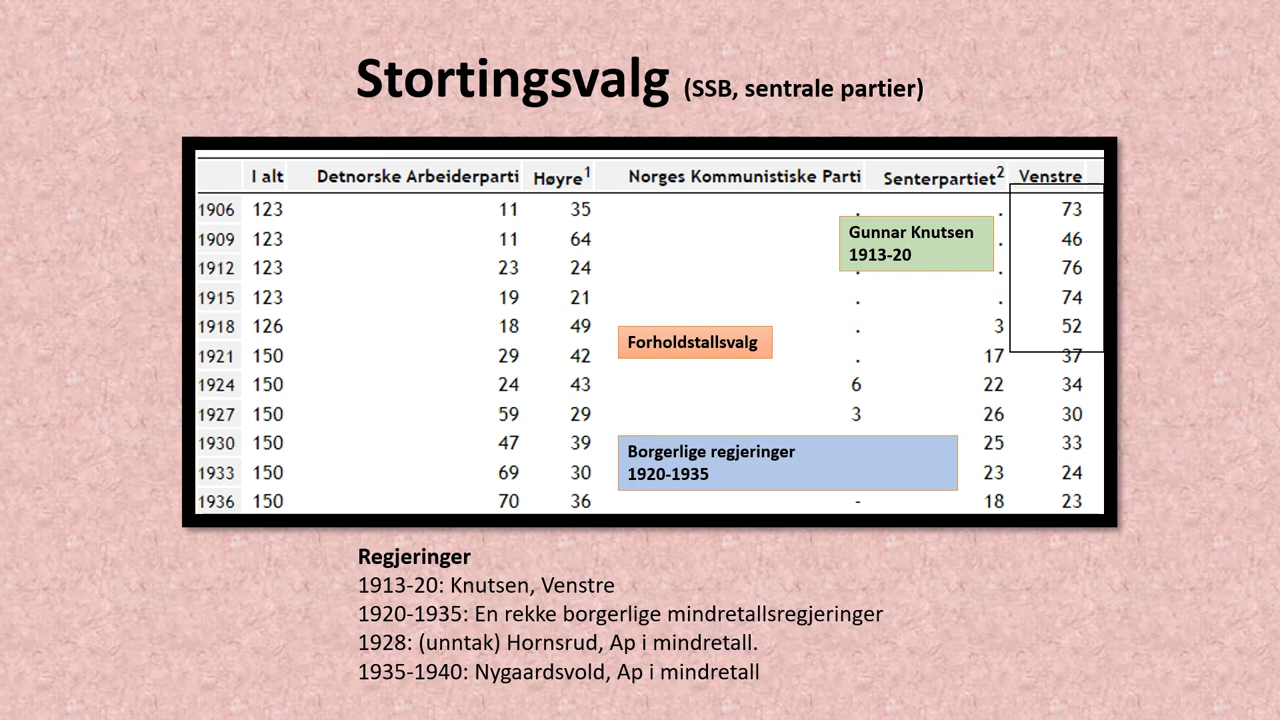 Stortingsvalg (SSB, sentrale partier)
I alt Detnorske Arbeiderparti Høyre1 Norges Kommunistiske Parti Senterpartiet2 Venstre
1906 123 11 35 . . 73
1909 123 11 64 . 46
1912 123 23 24 . . 76
1915 123 19 21 . . 74
1918 126 18 49 . 3 52
1921 150 29 42 . 17 37
1924 150 24 43 6 22 34
1927 150 59 29 3 26 30
1930 150 47 39 25 33
1933 150 69 30 23 24
1936 150 70 36 - 18 23
Gunnar Knutsen
1913-20
Forholdstallsvalg
Borgerlige regjeringer
1920-1935
Regjeringer
1913-20: Knutsen, Venstre
1920-1935: En rekke borgerlige mindretallsregjeringer
1928: (unntak) Hornsrud, Ap i mindretall.
1935-1940: Nygaardsvold, Ap i mindretall